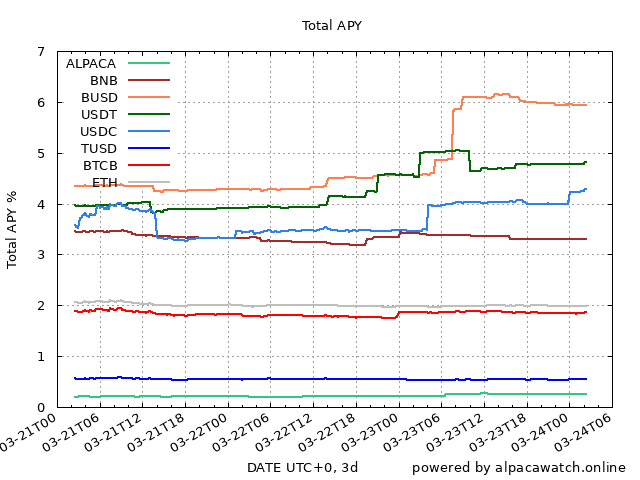 Total APY
Total APY %
7
6
5
4
3
2
1
0
ALPACA
BNB
BUSD
USDT
USDC
TUSD
BTCB
ETH
03-21T00
03-21T06
03-21T12
03-21T18
03-22T00
03-22T06
03-22T12
03-22T18
03-23T00
03-23T06
03-23T12
03-23T18
03-24T00
03-24T06
DATE UTC+0, 3d
powered by alpacawatch.online